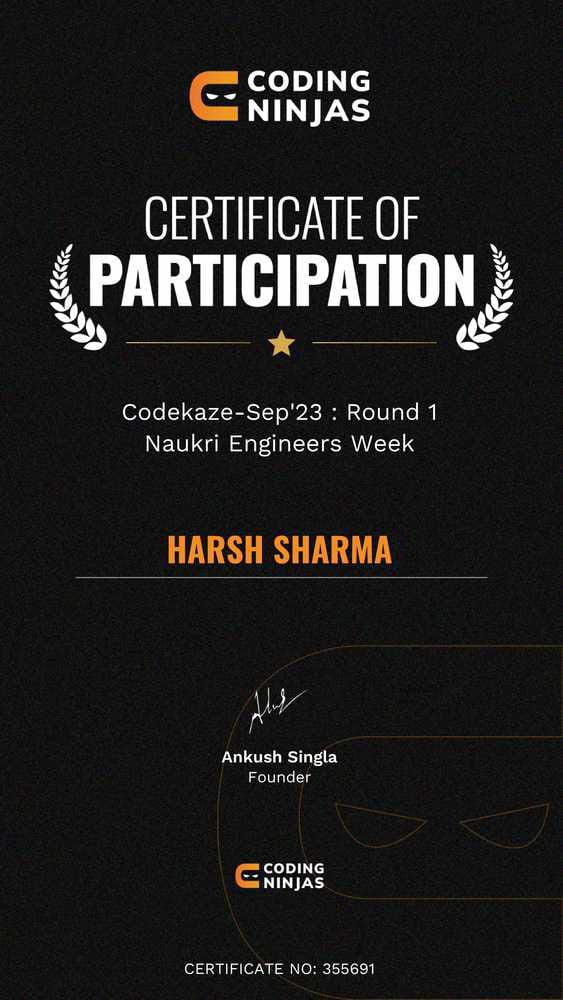 CODING
NINJAS
CERTIFICATE OF
PARTICIPATION
Codekaze-Sep'23 : Round 1
Naukri Engineers Week
HARSH SHARMA
Ankush Singla
Founder
CODING
NINJAS
CERTIFICATE NO: 355691